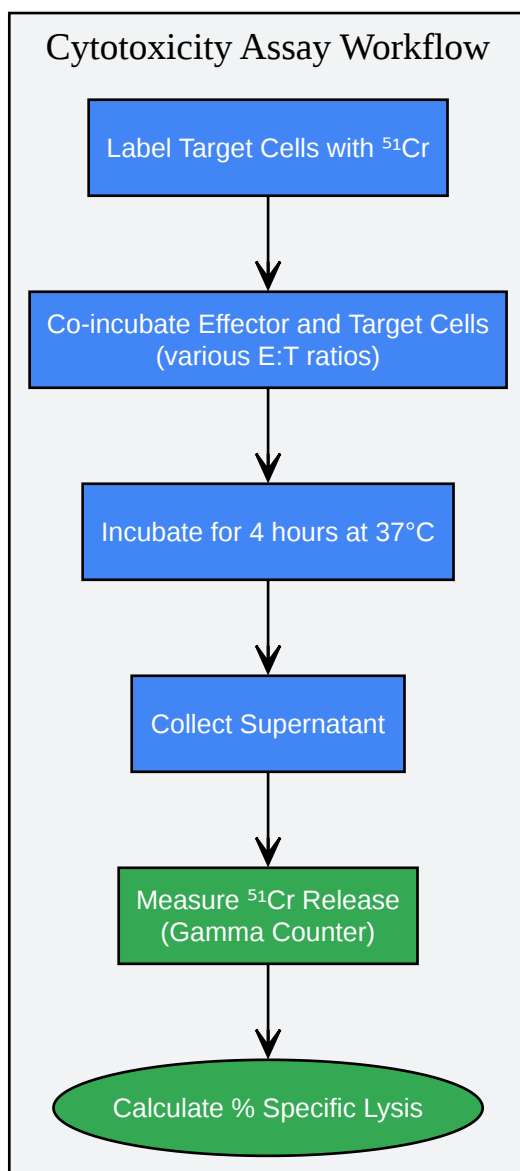 Cytotoxicity Assay Workflow
Label Target Cells with ⁵¹Cr
Co-incubate Effector and Target Cells
(various E:T ratios)
Incubate for 4 hours at 37°C
Collect Supernatant
Measure ⁵¹Cr Release
(Gamma Counter)
Calculate % Specific Lysis